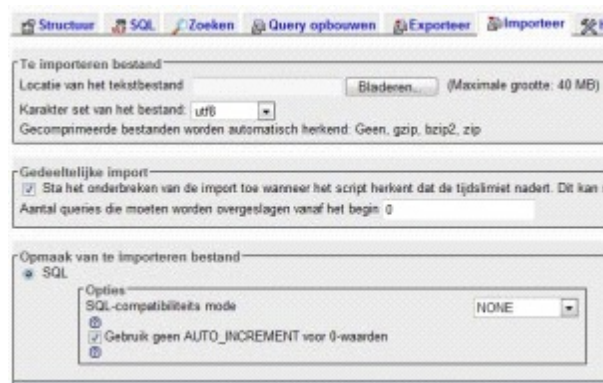 Structuur SQL Zoeken Query opbouwen Exporteer Importeer
Te importeren bestand
Locatie van het tekstbestand Bladeren... (Maximale grootte: 40 MB)
Karakter set van het bestand: utf8
Gecomprimeerde bestanden worden automatisch herkend: Geen, gzip, bzip2, zip
Gedeeltelijke import
Sta het onderbreken van de import toe wanneer het script herkent dat de tijdslimiet nadert. Dit kan
Aantal queries die moeten worden overgeslagen vanaf het begin 0
Opmaak van te importeren bestand
SQL
Opties
SQL-compatibiliteits mode NONE
Gebruik geen AUTO_INCREMENT voor 0-waarden